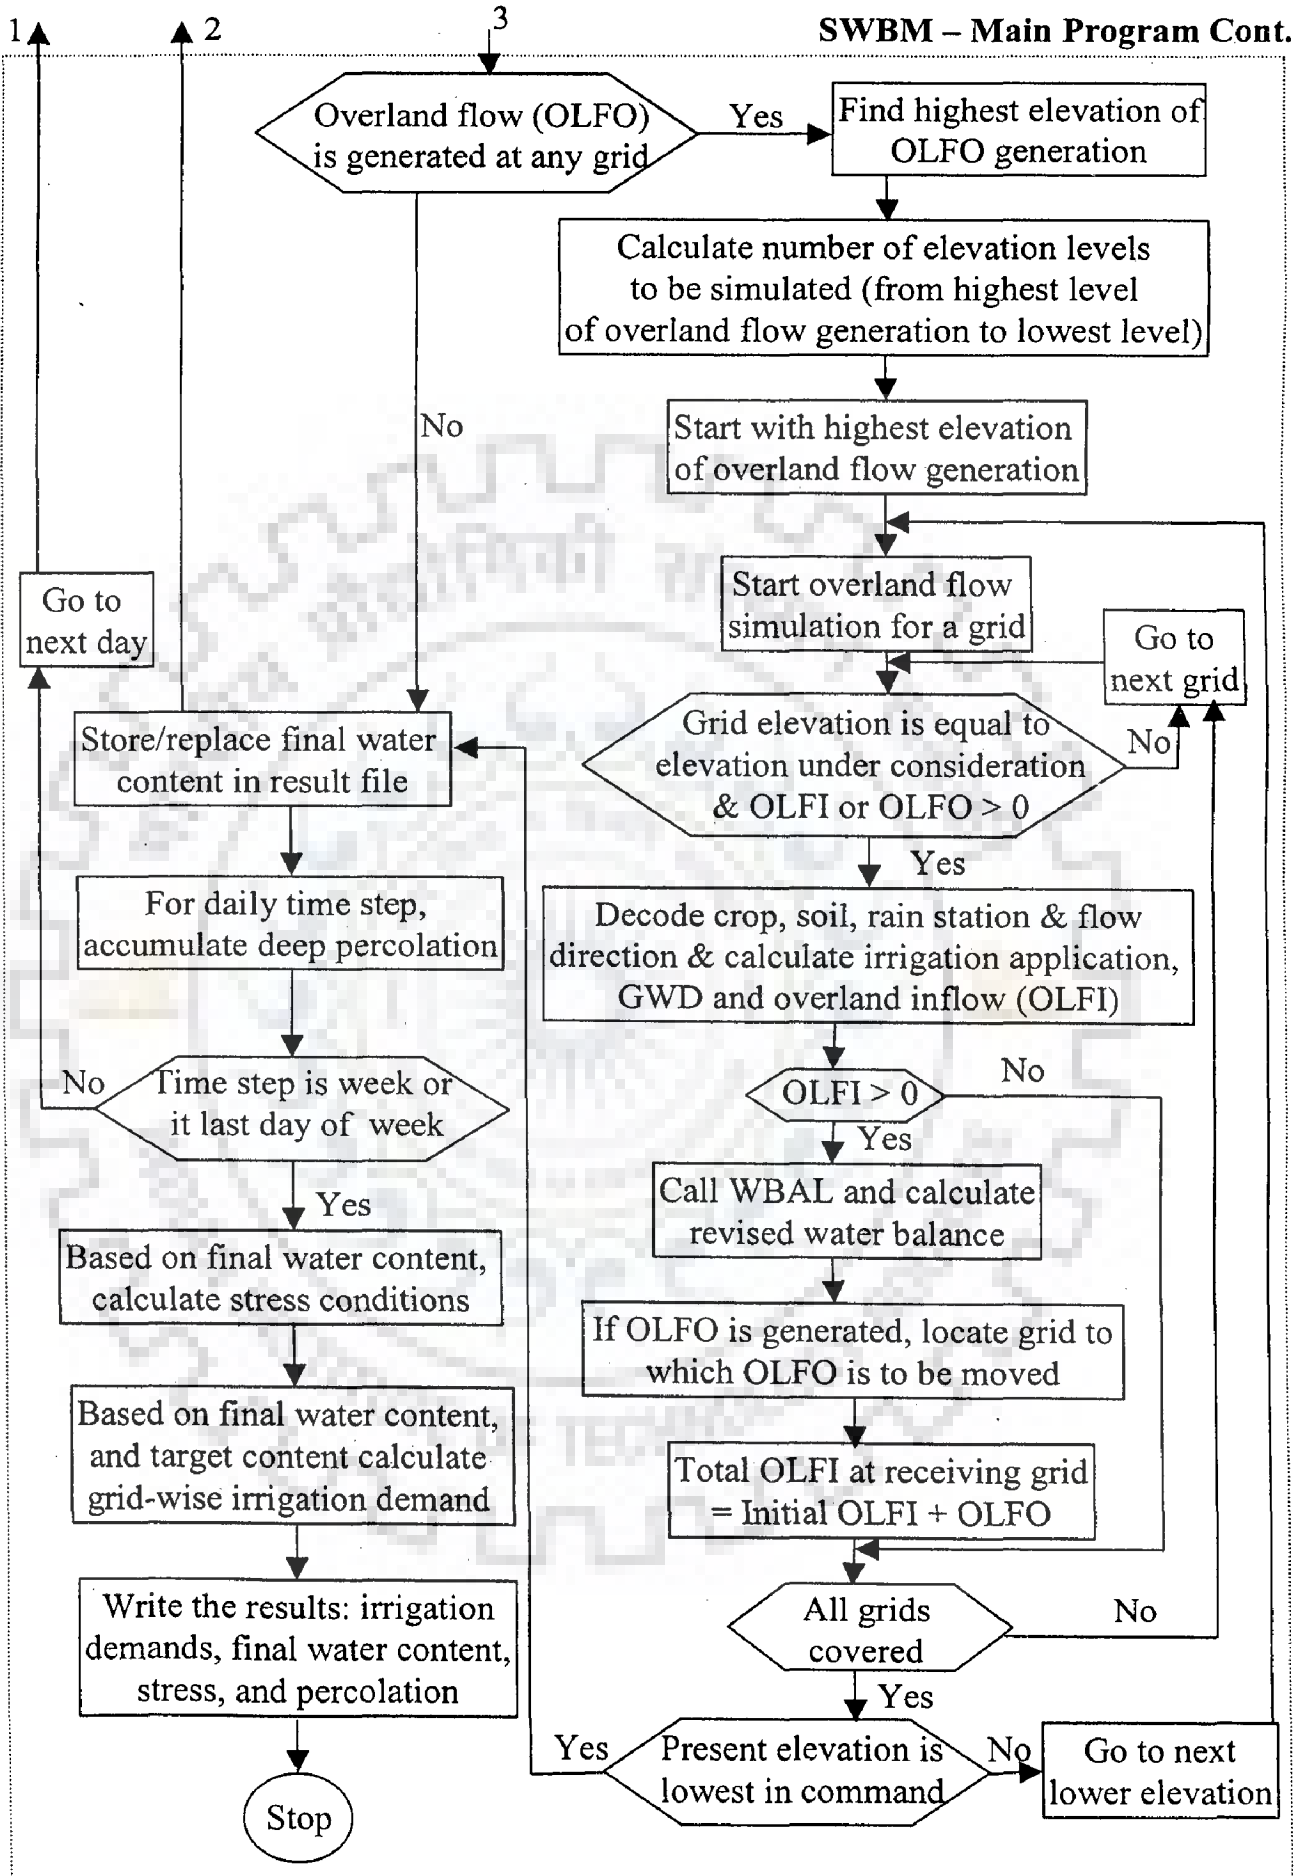 1
2
3
SWBM – Main Program Cont.
Overland flow (OLFO)
is generated at any grid
Yes
Find highest elevation of
OLFO generation
Calculate number of elevation levels
to be simulated (from highest level
of overland flow generation to lowest level)
No
Start with highest elevation
of overland flow generation
Start overland flow
simulation for a grid
Go to
next day
Go to
next grid
Store/replace final water
content in result file
Grid elevation is equal to
elevation under consideration
& OLFI or OLFO > 0
No
Yes
For daily time step,
accumulate deep percolation
Decode crop, soil, rain station & flow
direction & calculate irrigation application,
GWD and overland inflow (OLFI)
No
Time step is week or
it last day of week
OLFI > 0
No
Yes
Yes
Call WBAL and calculate
revised water balance
Based on final water content,
calculate stress conditions
If OLFO is generated, locate grid to
which OLFO is to be moved
Based on final water content,
and target content calculate
grid-wise irrigation demand
Total OLFI at receiving grid
= Initial OLFI + OLFO
Write the results: irrigation
demands, final water content,
stress, and percolation
All grids
covered
No
Yes
Yes
Present elevation is
lowest in command
No
Go to next
lower elevation
Stop